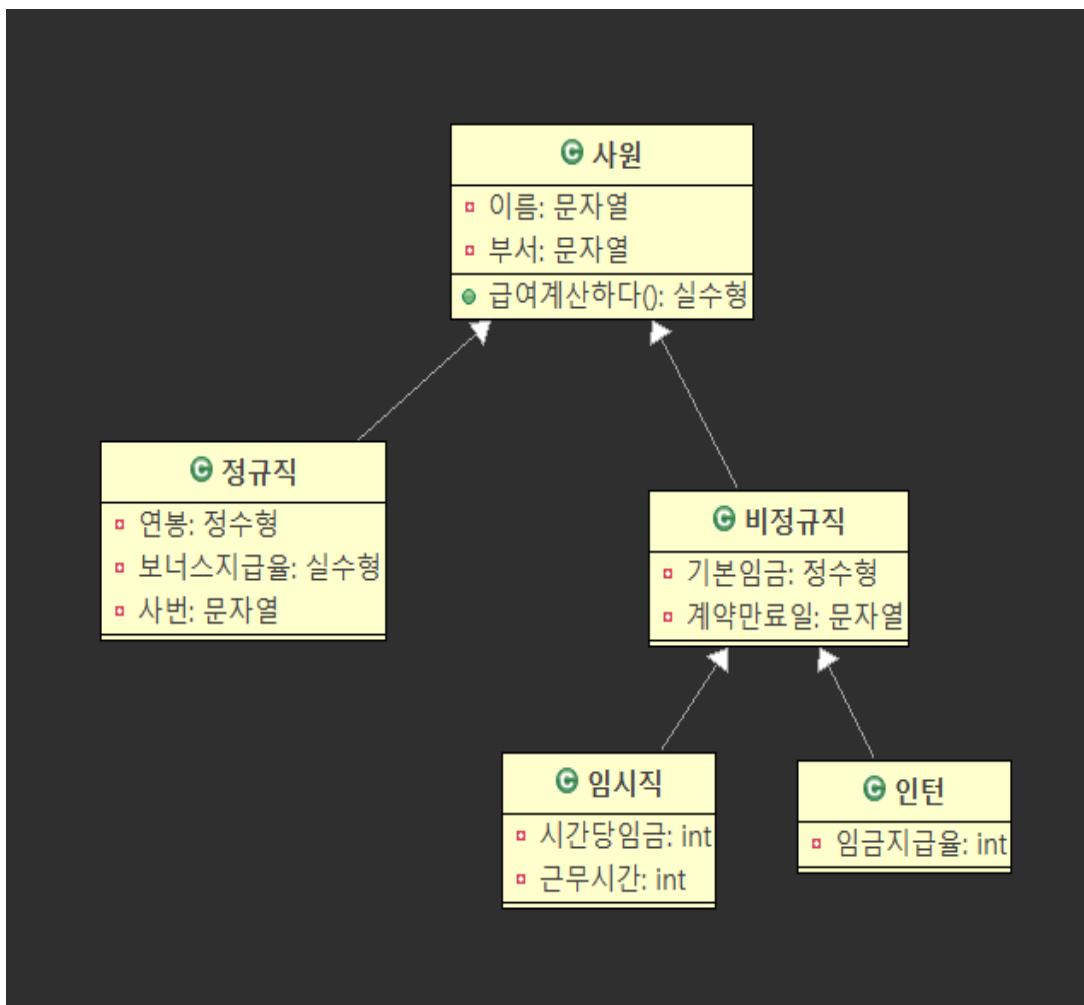 C 사원
이름: 문자열
부서: 문자열
급여계산하다(): 실수형
C 정규직
연봉: 정수형
보너스지급율: 실수형
사번: 문자열
C 비정규직
기본임금: 정수형
계약만료일: 문자열
C 임시직
시간당임금: int
근무시간: int
C 인턴
임금지급율: int